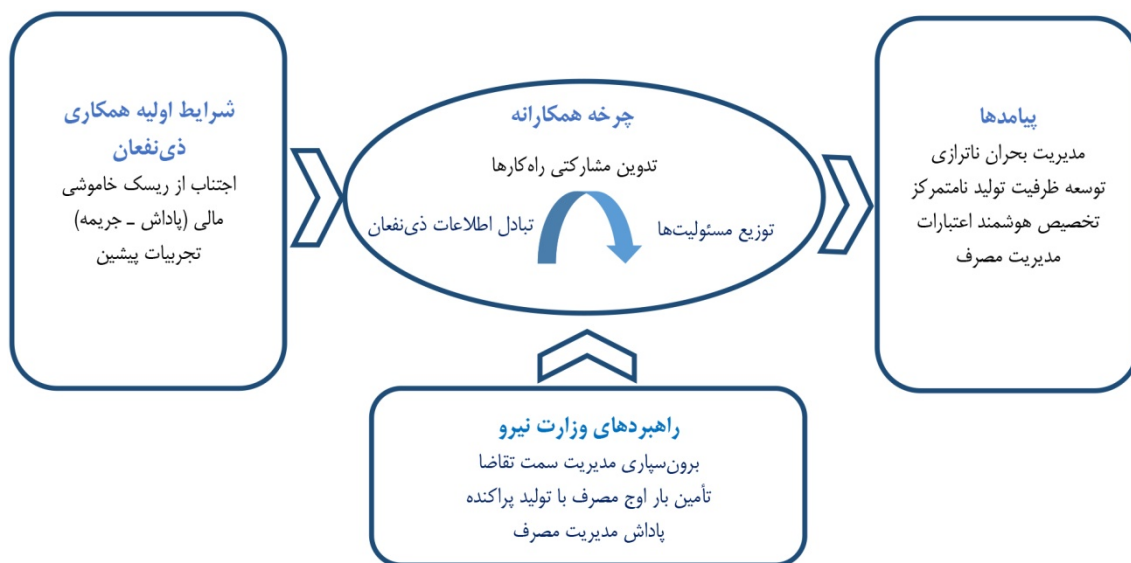 شرایط اولیه همکاری
ذی‌نفعان
اجتناب از ریسک خاموشی
مالی (پاداش ـ جریمه)
تجربیات پیشین
چرخه همکارانه
تدوین مشارکتی راه‌کارها
تبادل اطلاعات ذی‌نفعان
توزیع مسئولیت‌ها
پیامدها
مدیریت بحران ناترازی
توسعه ظرفیت تولید نامتمرکز
تخصیص هوشمند اعتبارات
مدیریت مصرف
راهبردهای وزارت نیرو
برون‌سپاری مدیریت سمت تقاضا
تأمین بار اوج مصرف با تولید پراکنده
پاداش مدیریت مصرف